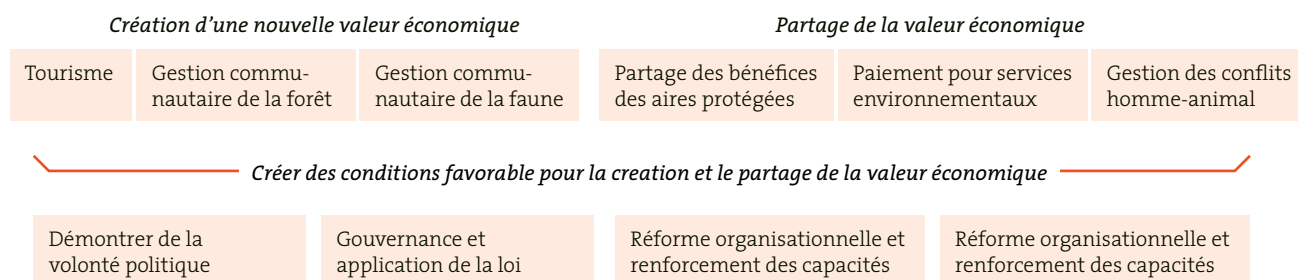 Création d'une nouvelle valeur économique
Partage de la valeur économique
Tourisme
Gestion commu-
nautaire de la forêt
Gestion commu-
nautaire de la faune
Partage des bénéfices
des aires protégées
Paiement pour services
environnementaux
Gestion des conflits
homme-animal
Créer des conditions favorable pour la creation et le partage de la valeur économique
Démontrer de la
volonté politique
Gouvernance et
application de la loi
Réforme organisationnelle et
renforcement des capacités
Réforme organisationnelle et
renforcement des capacités